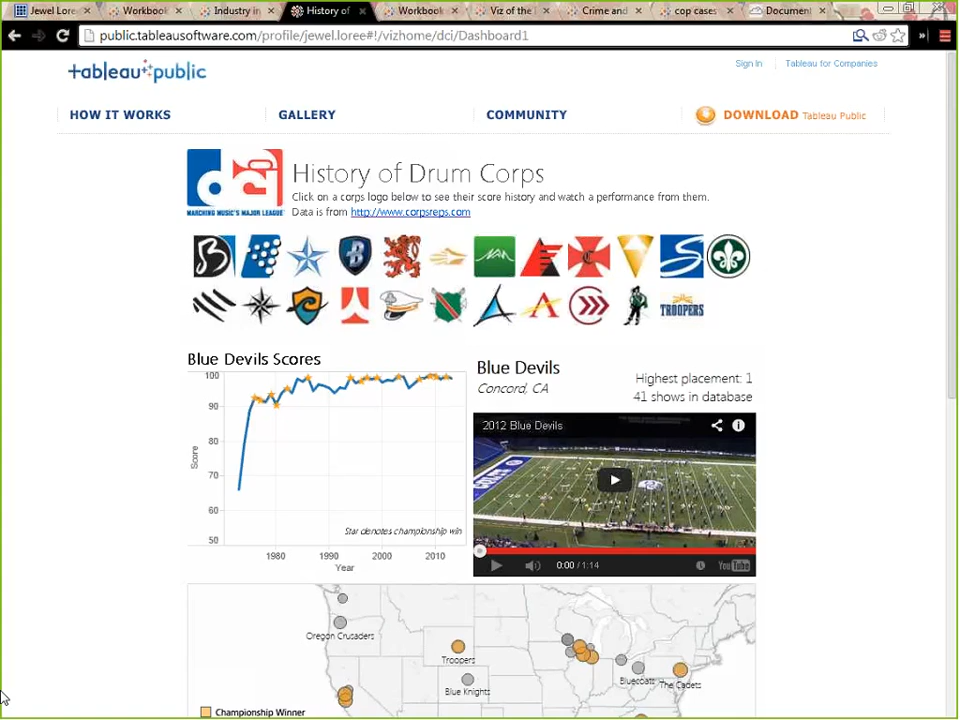 Jewel Lore
Workbook
Industry in
History of
Workbook
Viz of the
Crime and
cop cases
Document
public.tableausoftware.com/profile/jewel.loree#!/vizhome/dci/Dashboard1
tableau public
Sign In
Tableau for Companies
HOW IT WORKS
GALLERY
COMMUNITY
DOWNLOAD Tableau Public
dci
MARCHING MUSIC'S MAJOR LEAGUE
History of Drum Corps
Click on a corps logo below to see their score history and watch a performance from them.
Data is from http://www.corpsreps.com
TROOPERS
Blue Devils Scores
100
90
80
70
60
50
Score
Star denotes championship win
1980
1990
2000
2010
Year
Blue Devils
Concord, CA
Highest placement: 1
41 shows in database
2012 Blue Devils
COLTS
0:00 / 1:14
YouTube
Oregon Crusaders
Troopers
Blue Knights
Bluecoats
The Cadets
Championship Winner